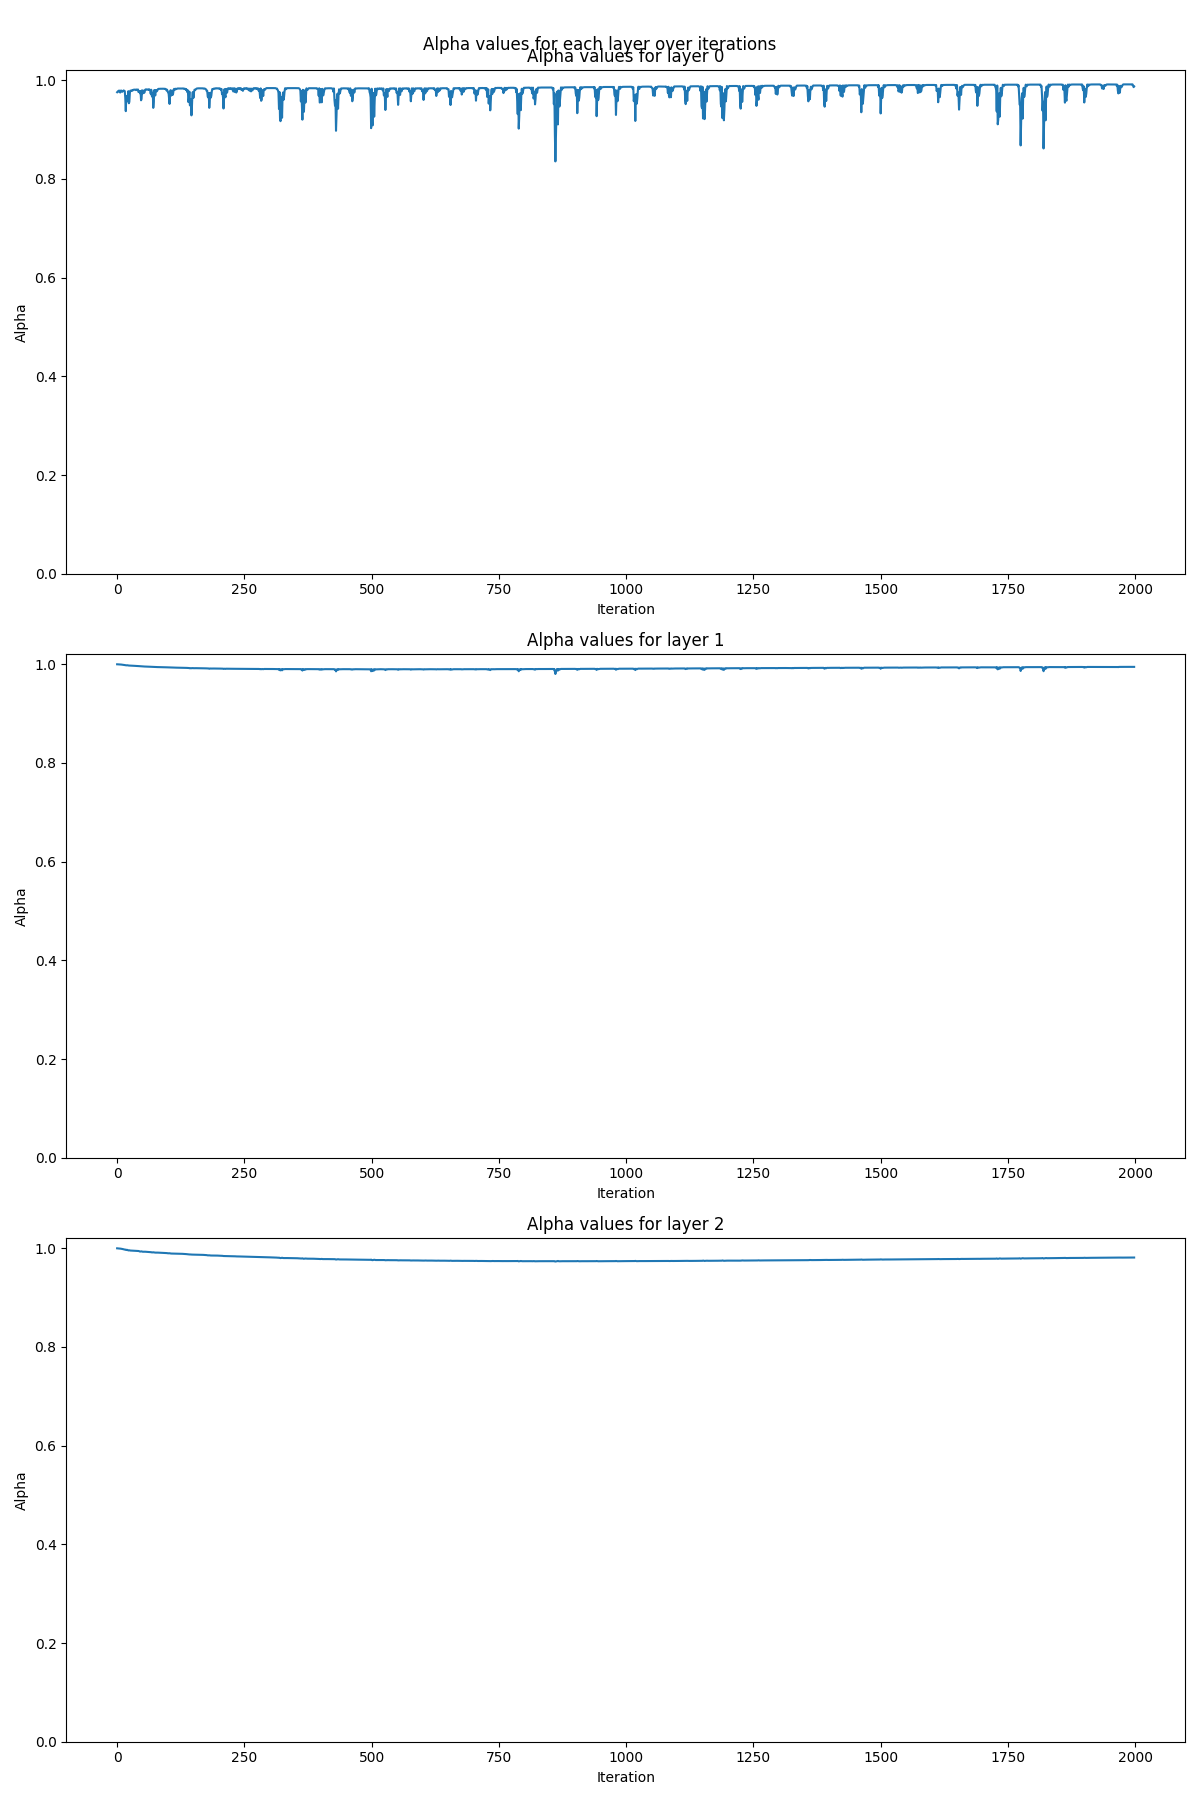 Alpha values for each layer over iterations
Alpha values for layer 0
1.0
0.8
0.6
0.4
0.2
0.0
Alpha
0 250 500 750 1000 1250 1500 1750 2000
Iteration
Alpha values for layer 1
1.0
0.8
0.6
0.4
0.2
0.0
Alpha
0 250 500 750 1000 1250 1500 1750 2000
Iteration
Alpha values for layer 2
1.0
0.8
0.6
0.4
0.2
0.0
Alpha
0 250 500 750 1000 1250 1500 1750 2000
Iteration